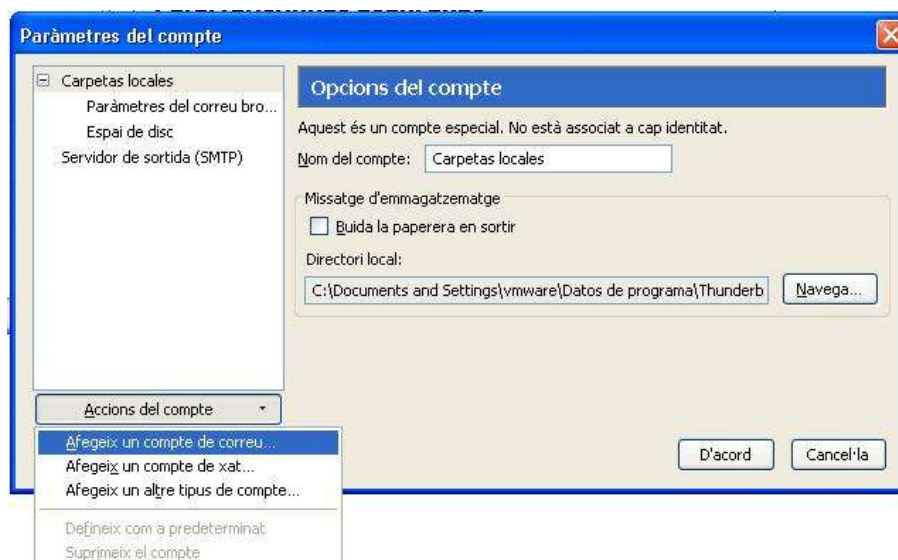 Paràmetres del compte
Carpetas locales
Paràmetres del correu bro...
Espai de disc
Servidor de sortida (SMTP)
Opcions del compte
Aquest és un compte especial. No està associat a cap identitat.
Nom del compte: Carpetas locales
Missatge d'emmagatzematge
Buida la paperera en sortir
Directori local:
C:\Documents and Settings\vmware\Datos de programa\Thunderb Navega...
Accions del compte
Afegeix un compte de correu...
Afegeix un compte de xat...
Afegeix un altre tipus de compte...
Defineix com a predeterminat
Suprimeix el compte
D'acord Cancel·la